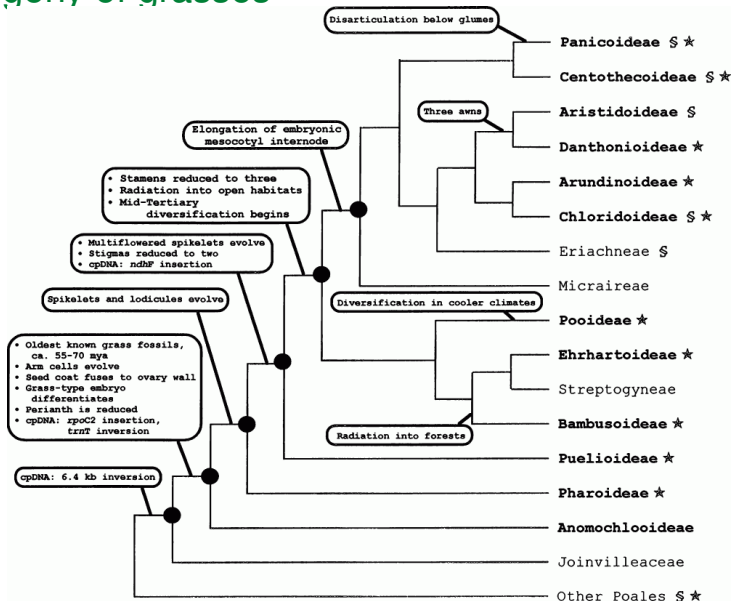 Disarticulation below glumes
Panicoideae § ★
Centothecoideae § ★
Three awns
Aristidoideae §
Elongation of embryonic
mesocotyl internode
Danthonioideae ★
• Stamens reduced to three
• Radiation into open habitats
• Mid-Tertiary
diversification begins
Arundinoideae ★
Chloridoideae § ★
• Multiflowered spikelets evolve
• Stigmas reduced to two
• cpDNA: ndhF insertion
Eriachneae §
Micraireae
Spikelets and lodicules evolve
Diversification in cooler climates
Pooideae ★
• Oldest known grass fossils,
ca. 55-70 mya
• Arm cells evolve
• Seed coat fuses to ovary wall
• Grass-type embryo
differentiates
• Perianth is reduced
• cpDNA: rpoC2 insertion,
trnT inversion
Ehrhartoideae ★
Streptogyneae
Bambusoideae ★
Radiation into forests
Puelioideae ★
cpDNA: 6.4 kb inversion
Pharoideae ★
Anomochlooideae
Joinvilleaceae
Other Poales § ★